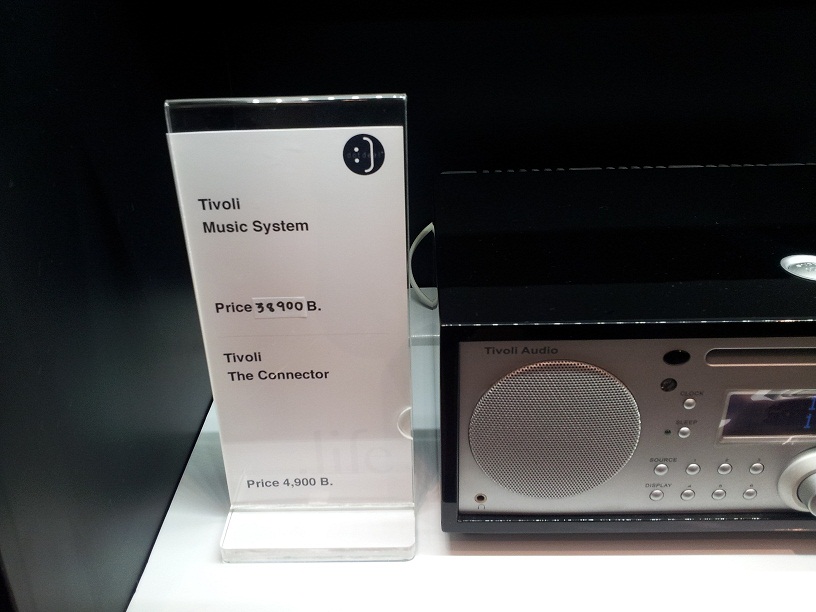 :)
Tivoli
Music System
Price 38900 B.
Tivoli
The Connector
Price 4,900 B.
Tivoli Audio
CLOCK
SLEEP
SOURCE
DISPLAY